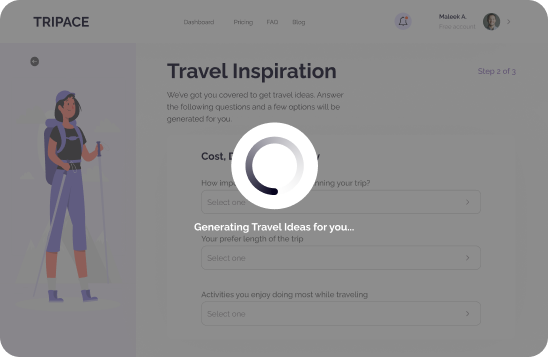 TRIPACE
Dashboard Pricing FAQ Blog
Maleek A.
Free account
Travel Inspiration
Step 2 of 3
We've got you covered to get travel ideas. Answer
the following questions and a few options will be
generated for you.
Cost,
How nning your trip?
Select one
Generating Travel Ideas for you...
Your prefer length of the trip
Select one
Activities you enjoy doing most while traveling
Select one